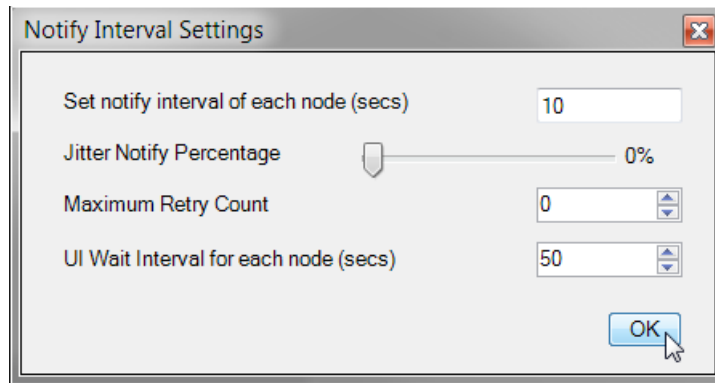 Notify Interval Settings
Set notify interval of each node (secs) 10
Jitter Notify Percentage 0%
Maximum Retry Count 0
UI Wait Interval for each node (secs) 50
OK